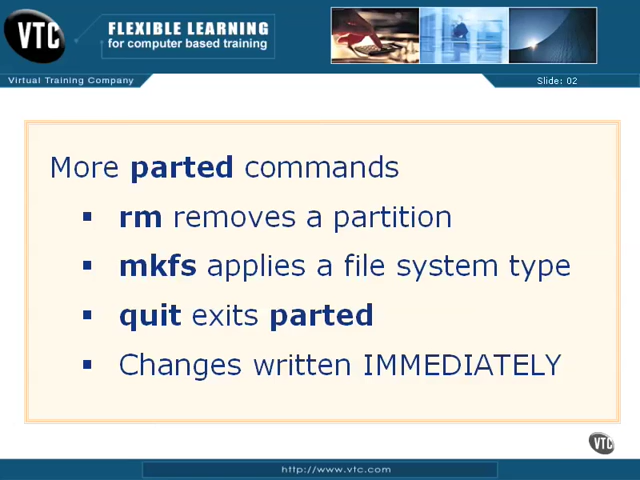 VTC
FLEXIBLE LEARNING
for computer based training
Virtual Training Company
Slide: 02
More parted commands
▪ rm removes a partition
▪ mkfs applies a file system type
▪ quit exits parted
▪ Changes written IMMEDIATELY
VTC
http://www.vtc.com